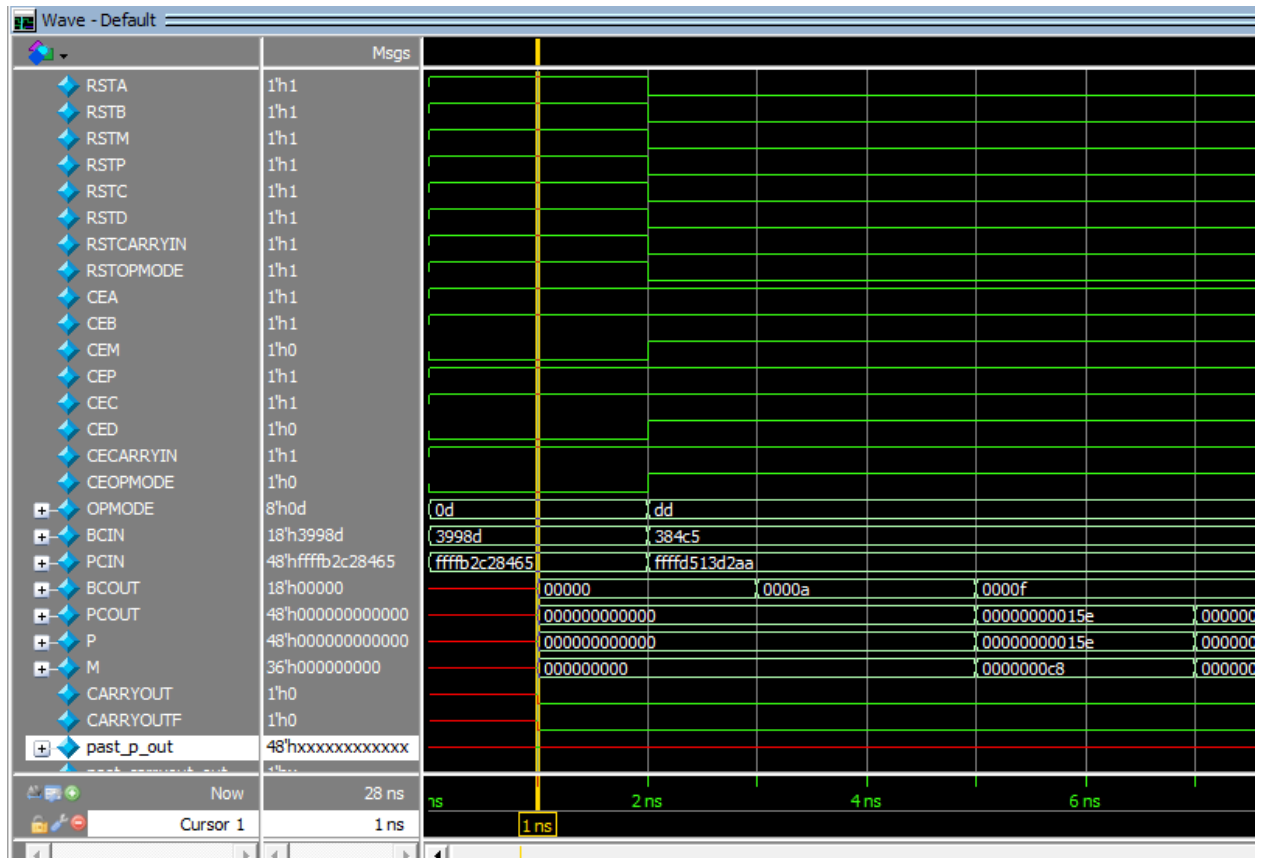 Wave - Default
Msgs
RSTA 1'h1
RSTB 1'h1
RSTM 1'h1
RSTP 1'h1
RSTC 1'h1
RSTD 1'h1
RSTCARRYIN 1'h1
RSTOPMODE 1'h1
CEA 1'h1
CEB 1'h1
CEM 1'h0
CEP 1'h1
CEC 1'h1
CED 1'h0
CECARRYIN 1'h1
CEOPMODE 1'h0
OPMODE 8'h0d 0d dd
BCIN 18'h3998d 3998d 384c5
PCIN 48'hffffb2c28465 ffffb2c28465 ffffd513d2aa
BCOUT 18'h00000 00000 0000a 0000f
PCOUT 48'h000000000000 000000000000 00000000015e 000000
P 48'h000000000000 000000000000 00000000015e 000000
M 36'h000000000 000000000 0000000c8 000000
CARRYOUT 1'h0
CARRYOUTF 1'h0
past_p_out 48'hxxxxxxxxxxxx
Now 28 ns ns 2 ns 4 ns 6 ns
Cursor 1 1 ns 1 ns